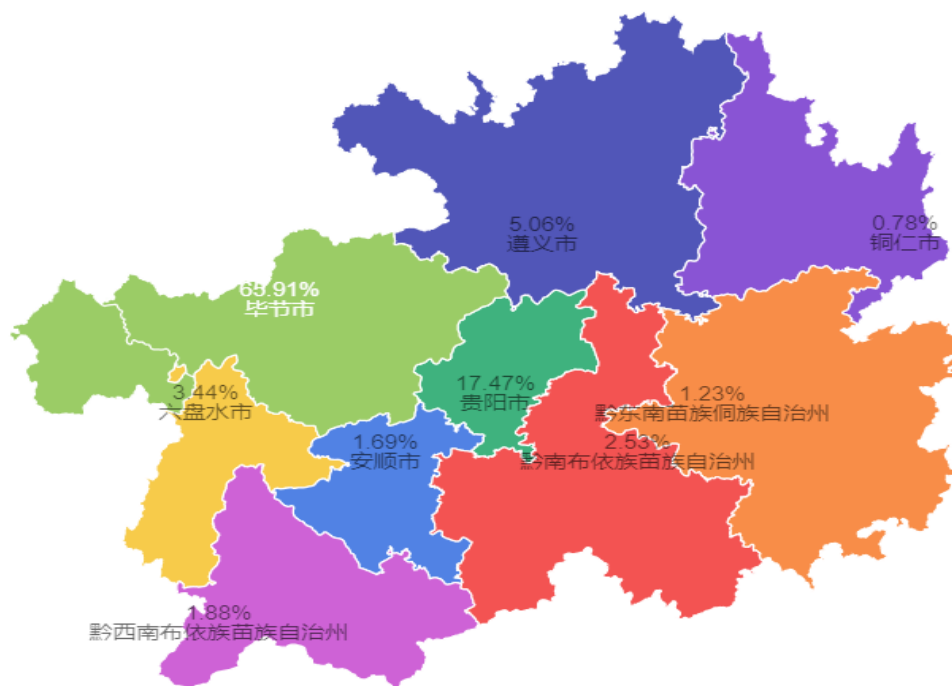 5.06%
遵义市
0.78%
铜仁市
65.91%
毕节市
3.44%
六盘水市
17.47%
贵阳市
1.23%
黔东南苗族侗族自治州
1.69%
安顺市
2.53%
黔南布依族苗族自治州
1.88%
黔西南布依族苗族自治州